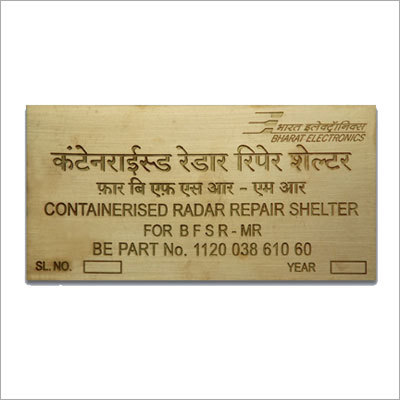 भारत इलेक्ट्रॉनिक्स
BHARAT ELECTRONICS
कंटेनराईस्ड रेडार रिपेर शेल्टर
फ़ार बि एफ़ एस आर - एम आर
CONTAINERISED RADAR REPAIR SHELTER
FOR B F S R - MR
BE PART No. 1120 038 610 60
SL. NO. YEAR